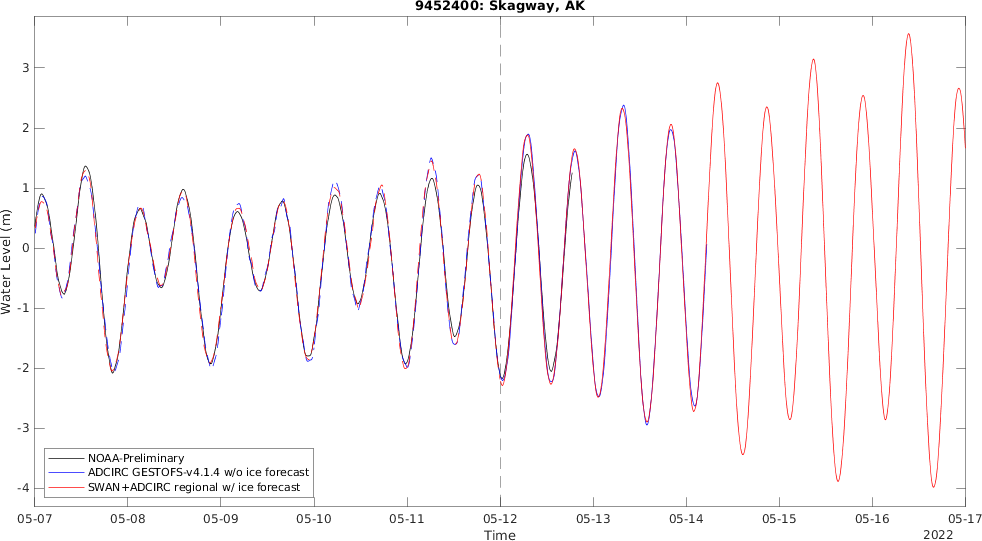 9452400: Skagway, AK
Water Level (m)
3
2
1
0
-1
-2
-3
-4
NOAA-Preliminary
ADCIRC GESTOFS-v4.1.4 w/o ice forecast
SWAN+ADCIRC regional w/ ice forecast
05-07 05-08 05-09 05-10 05-11 05-12 05-13 05-14 05-15 05-16 05-17
Time
2022